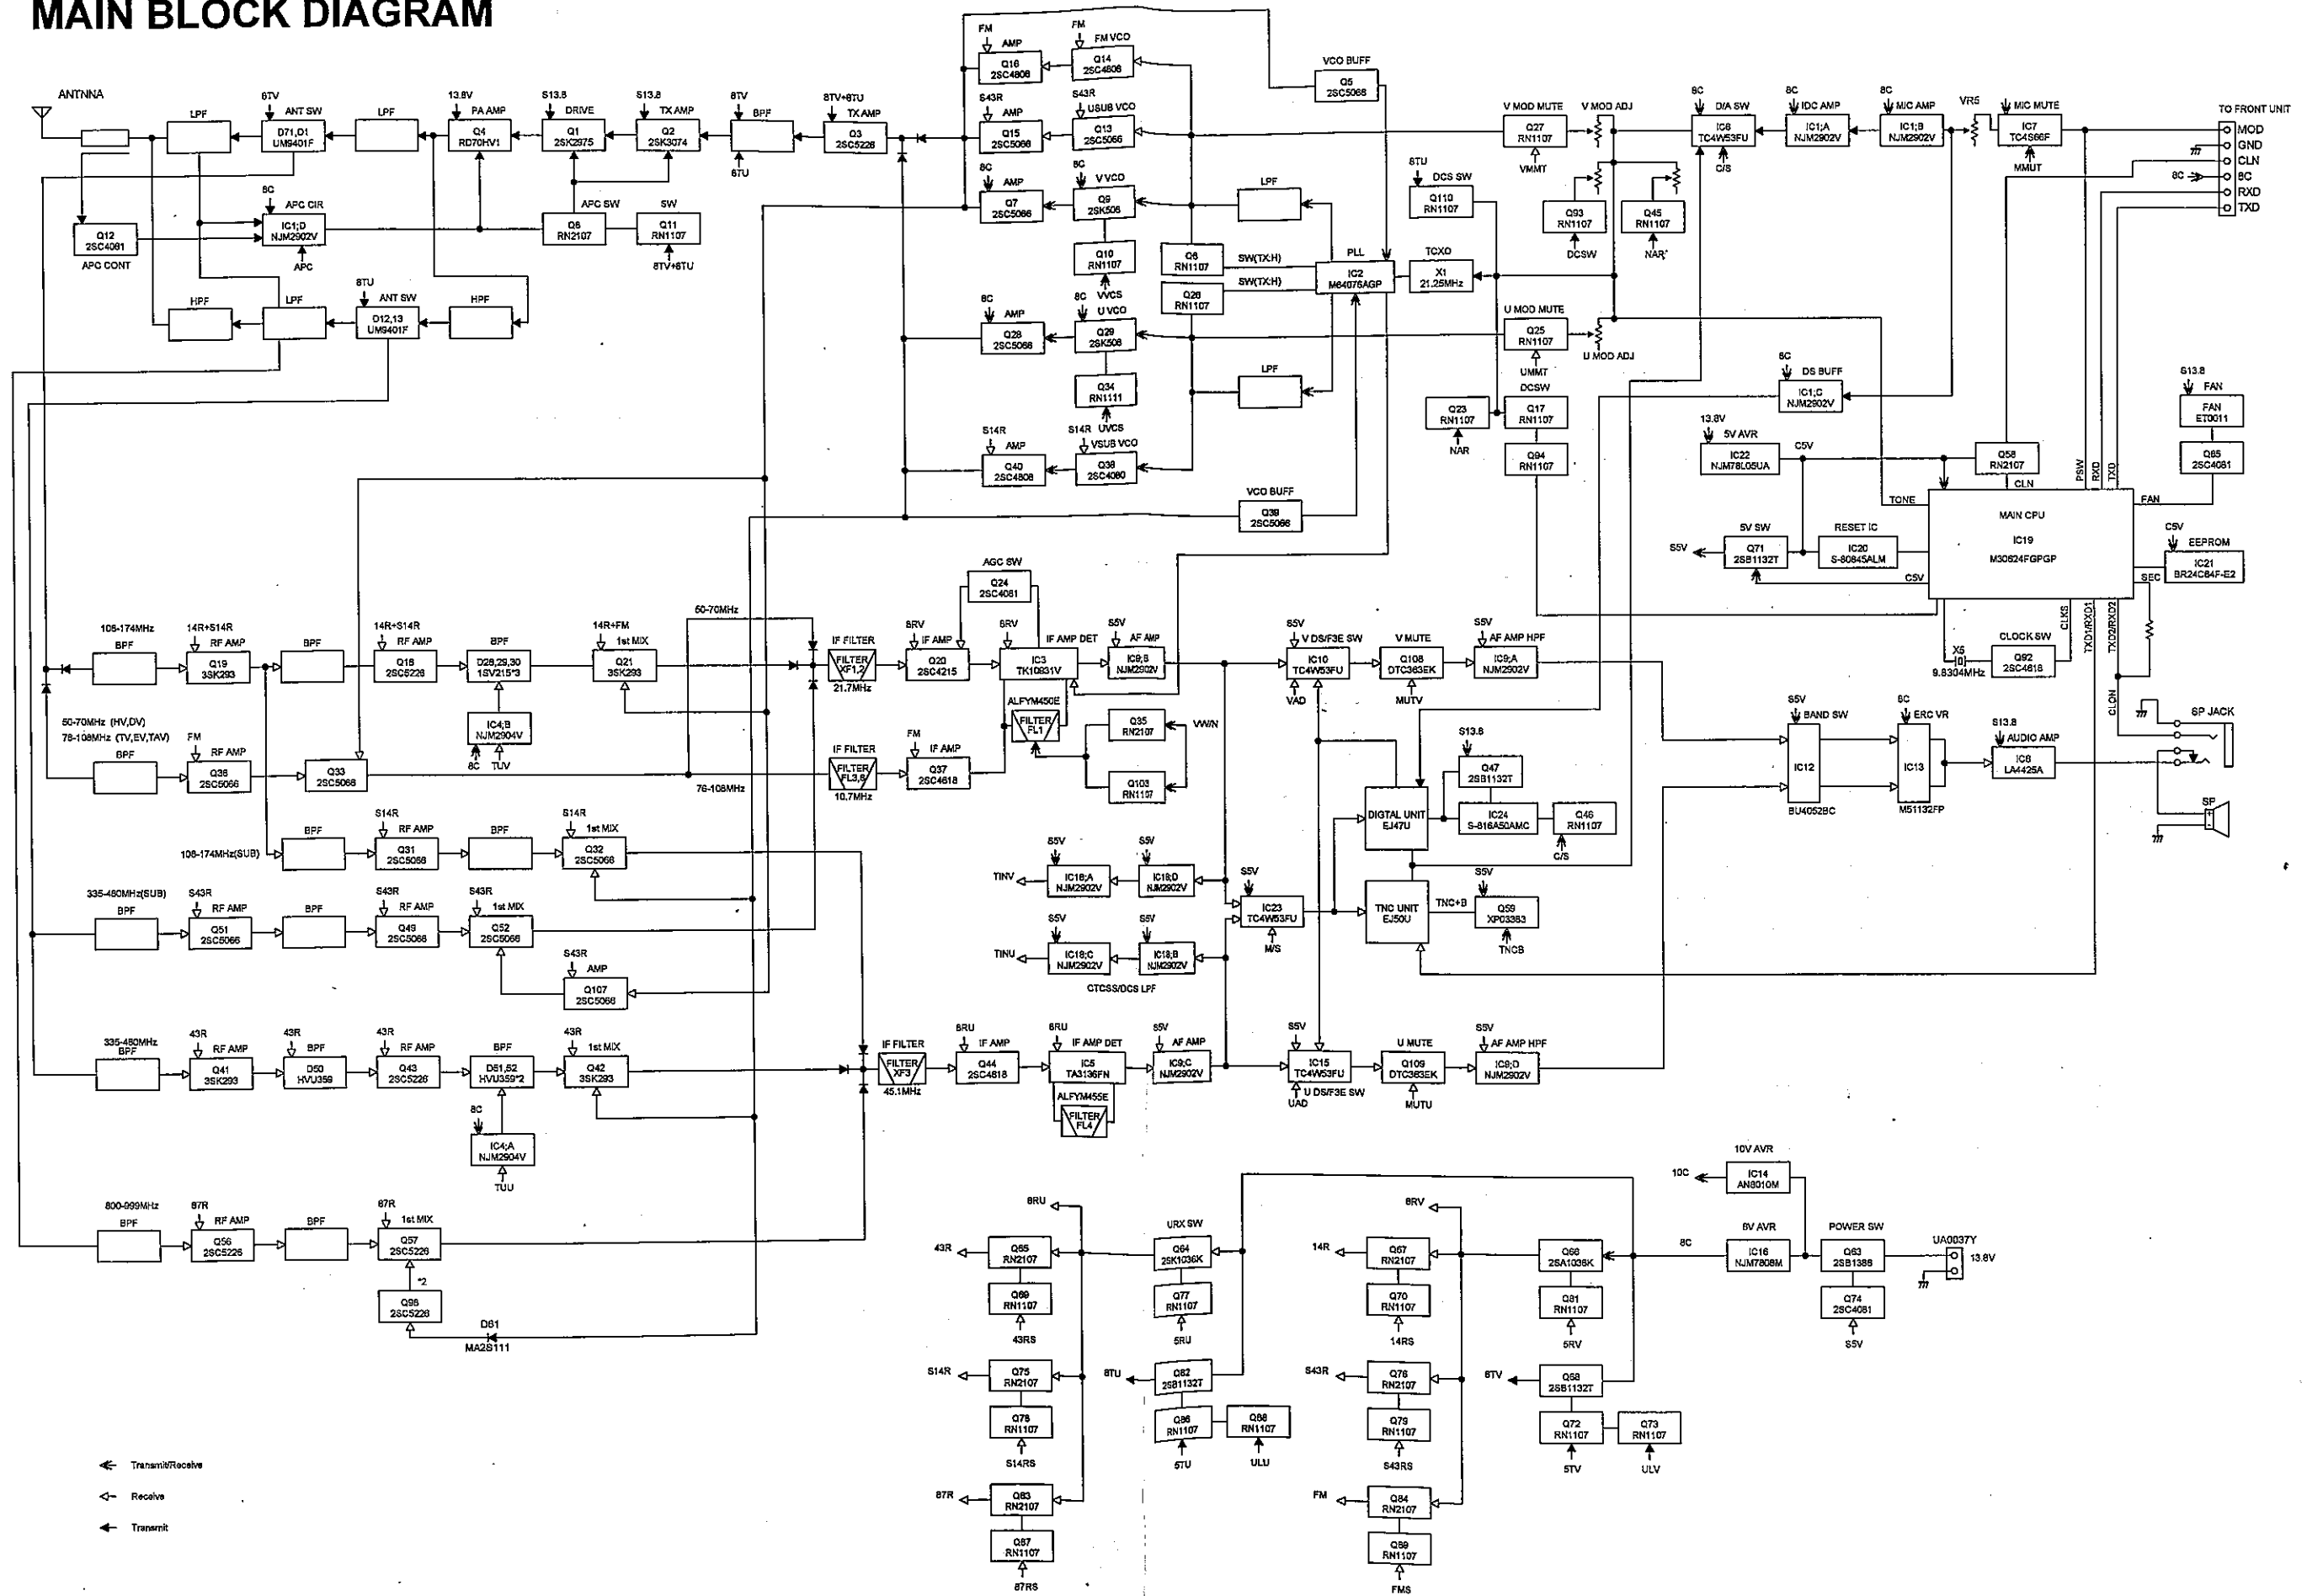 MAIN BLOCK DIAGRAM
ANTNNA
LPF
8TV
ANT SW
D71,D1
UM9401F
LPF
13.8V
PA AMP
Q4
RD70HV1
S13.8
DRIVE
Q1
2SK2975
S13.8
TX AMP
Q2
2SK3074
8TV
BPF
8TU
8TV+8TU
TX AMP
Q3
2SC5226
FM
AMP
Q16
2SC4808
FM
FM VCO
Q14
2SC4808
S43R
AMP
Q15
2SC5066
S43R
USUB VCO
Q13
2SC5066
8C
AMP
Q7
2SC5066
8C
V VCO
Q9
2SK508
Q10
RN1107
VVCS
VCO BUFF
Q5
2SC5066
V MOD MUTE
Q27
RN1107
VMMT
V MOD ADJ
8C
D/A SW
IC6
TC4W53FU
C/S
8C
IDC AMP
IC1;A
NJM2902V
8C
MIC AMP
IC1;B
NJM2902V
VR5
MIC MUTE
IC7
TC4S66F
MMUT
TO FRONT UNIT
MOD
GND
CLN
8C
8C
RXD
TXD
Q12
2SC4081
APC CONT
8C
APC CIR
IC1;D
NJM2902V
APC
APC SW
Q6
RN2107
SW
Q11
RN1107
8TV+8TU
HPF
LPF
8TU
ANT SW
D12,13
UM9401F
HPF
LPF
Q8
RN1107
SW(TX:H)
SW(TX:H)
Q26
RN1107
PLL
IC2
M64076AGP
TCXO
X1
21.25MHz
8TU
DCS SW
Q110
RN1107
Q93
RN1107
DCSW
Q45
RN1107
NAR
8C
AMP
Q28
2SC5066
8C
U VCO
Q29
2SK508
Q34
RN1111
UVCS
LPF
U MOD MUTE
Q25
RN1107
UMMT
U MOD ADJ
DCSW
Q23
RN1107
NAR
Q17
RN1107
Q94
RN1107
8C
DS BUFF
IC1;C
NJM2902V
S13.8
FAN
FAN
ET0011
Q85
2SC4081
S14R
AMP
Q40
2SC4808
S14R
VSUB VCO
Q38
2SC4080
VCO BUFF
Q39
2SC5066
13.8V
5V AVR
IC22
NJM78L05UA
C5V
Q58
RN2107
CLN
PSW
RXD
TXD
TONE
FAN
MAIN CPU
IC19
M30624FGPGP
5V SW
S5V
Q71
2SB1132T
RESET IC
IC20
S-80845ALM
C5V
C5V
EEPROM
IC21
BR24C64F-E2
SEC
CLKS
TXD1/RXD1
TXD2/RXD2
CLON
X5
9.8304MHz
CLOCK SW
Q92
2SC4618
108-174MHz
BPF
14R+S14R
RF AMP
Q19
3SK293
BPF
14R+S14R
RF AMP
Q18
2SC5226
BPF
D28,29,30
1SV215*3
IC4;B
NJM2904V
8C
TUV
14R+FM
1st MIX
Q21
3SK293
50-70MHz
IF FILTER
FILTER
XF1,2
21.7MHz
8RV
IF AMP
Q20
2SC4215
AGC SW
Q24
2SC4081
8RV
IF AMP DET
IC3
TK10931V
S5V
AF AMP
IC9;B
NJM2902V
ALFYM450E
FILTER
FL1
Q35
RN2107
VW/N
Q103
RN1107
S5V
V DS/F3E SW
IC10
TC4W53FU
VAD
V MUTE
Q108
DTC363EK
MUTV
S5V
AF AMP HPF
IC9;A
NJM2902V
50-70MHz (HV,DV)
76-108MHz (TV,EV,TAV)
BPF
FM
RF AMP
Q36
2SC5066
Q33
2SC5066
76-108MHz
IF FILTER
FILTER
FL3,6
10.7MHz
FM
IF AMP
Q37
2SC4618
108-174MHz(SUB)
BPF
S14R
RF AMP
Q31
2SC5066
BPF
S14R
1st MIX
Q32
2SC5066
335-480MHz(SUB)
BPF
S43R
RF AMP
Q51
2SC5066
BPF
S43R
RF AMP
Q49
2SC5066
S43R
1st MIX
Q52
2SC5066
S43R
AMP
Q107
2SC5066
S5V
TINV
IC18;A
NJM2902V
S5V
IC18;D
NJM2902V
S5V
TINU
IC18;C
NJM2902V
S5V
IC18;B
NJM2902V
CTCSS/DCS LPF
S5V
IC23
TC4W53FU
M/S
DIGTAL UNIT
EJ47U
S13.8
Q47
2SB1132T
IC24
S-816A50AMC
Q46
RN1107
C/S
TNC UNIT
EJ50U
TNC+B
S5V
Q59
XP03383
TNCB
S5V
BAND SW
IC12
BU4052BC
8C
ERC VR
IC13
M51132FP
S13.8
AUDIO AMP
IC8
LA4425A
SP JACK
SP
335-480MHz
BPF
43R
RF AMP
Q41
3SK293
43R
BPF
D50
HVU359
43R
RF AMP
Q43
2SC5226
BPF
D51,52
HVU359*2
8C
IC4;A
NJM2904V
TUU
43R
1st MIX
Q42
3SK293
IF FILTER
FILTER
XF3
45.1MHz
8RU
IF AMP
Q44
2SC4618
8RU
IF AMP DET
IC5
TA3136FN
ALFYM455E
FILTER
FL4
S5V
AF AMP
IC9;C
NJM2902V
S5V
IC15
TC4W53FU
U DS/F3E SW
UAD
U MUTE
Q109
DTC363EK
MUTU
S5V
AF AMP HPF
IC9;D
NJM2902V
800-999MHz
BPF
87R
RF AMP
Q56
2SC5226
BPF
87R
1st MIX
Q57
2SC5226
*2
Q98
2SC5226
D61
MA2S111
8RU
43R
Q65
RN2107
Q69
RN1107
43RS
S14R
Q75
RN2107
Q78
RN1107
S14RS
87R
Q83
RN2107
Q87
RN1107
87RS
URX SW
Q64
2SK1036K
Q77
RN1107
5RU
8TU
Q82
2SB1132T
Q86
RN1107
5TU
Q88
RN1107
ULU
8RV
14R
Q67
RN2107
Q70
RN1107
14RS
S43R
Q76
RN2107
Q79
RN1107
S43RS
FM
Q84
RN2107
Q89
RN1107
FMS
Q66
2SA1036K
Q81
RN1107
5RV
8TV
Q68
2SB1132T
Q72
RN1107
5TV
Q73
RN1107
ULV
10V AVR
10C
IC14
AN8010M
8C
8V AVR
IC16
NJM7808M
POWER SW
Q63
2SB1386
Q74
2SC4081
S5V
UA0037Y
13.8V
Transmit/Receive
Receive
Transmit